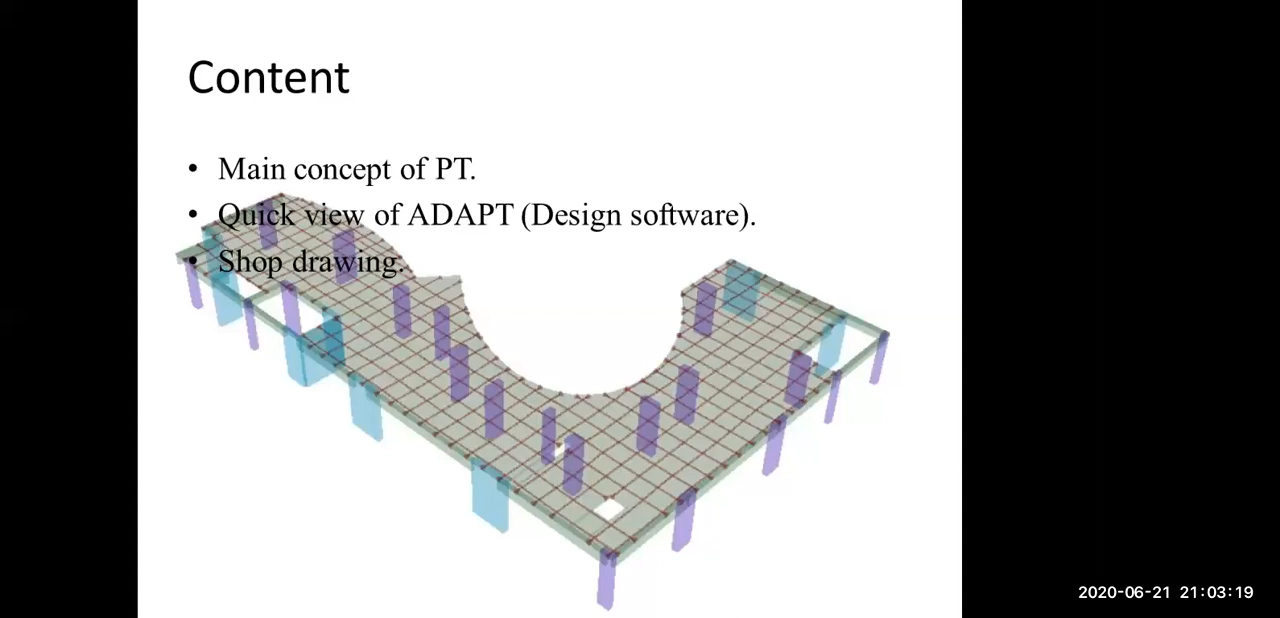 Content
• Main concept of PT.
• Quick view of ADAPT (Design software).
• Shop drawing.
2020-06-21 21:03:19